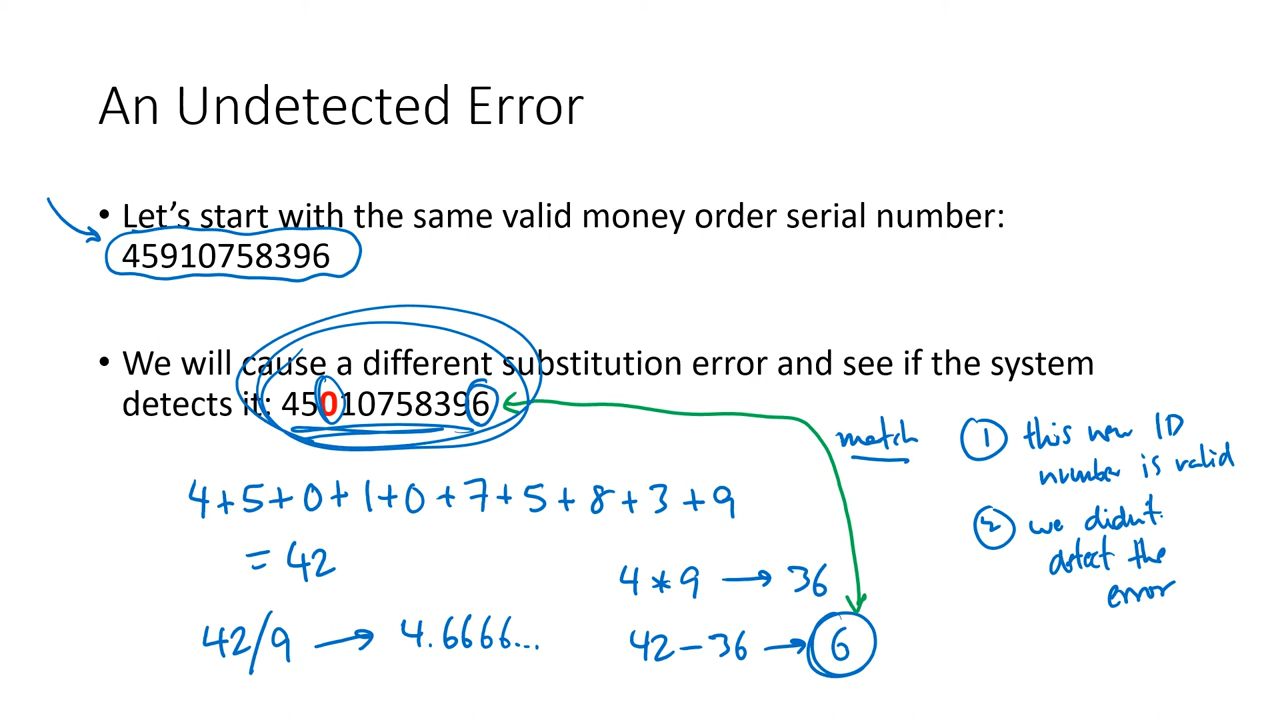 An Undetected Error
• Let's start with the same valid money order serial number:
45910758396
• We will cause a different substitution error and see if the system
detects it: 45010758396
match
① this new ID
number is valid
② we didn't
detect the
error
4+5+0+1+0+7+5+8+3+9
= 42
42/9 → 4.6666...
4*9 → 36
42-36 → 6